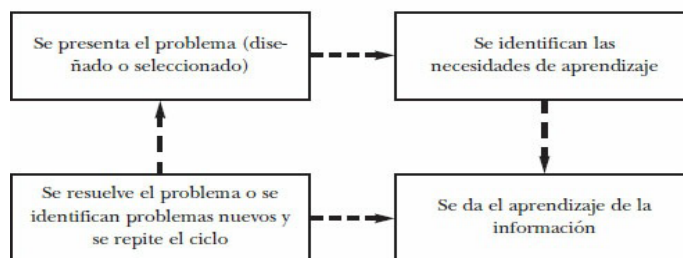 Se presenta el problema (dise-
ñado o seleccionado)
Se identifican las
necesidades de aprendizaje
Se resuelve el problema o se
identifican problemas nuevos y
se repite el ciclo
Se da el aprendizaje de la
información